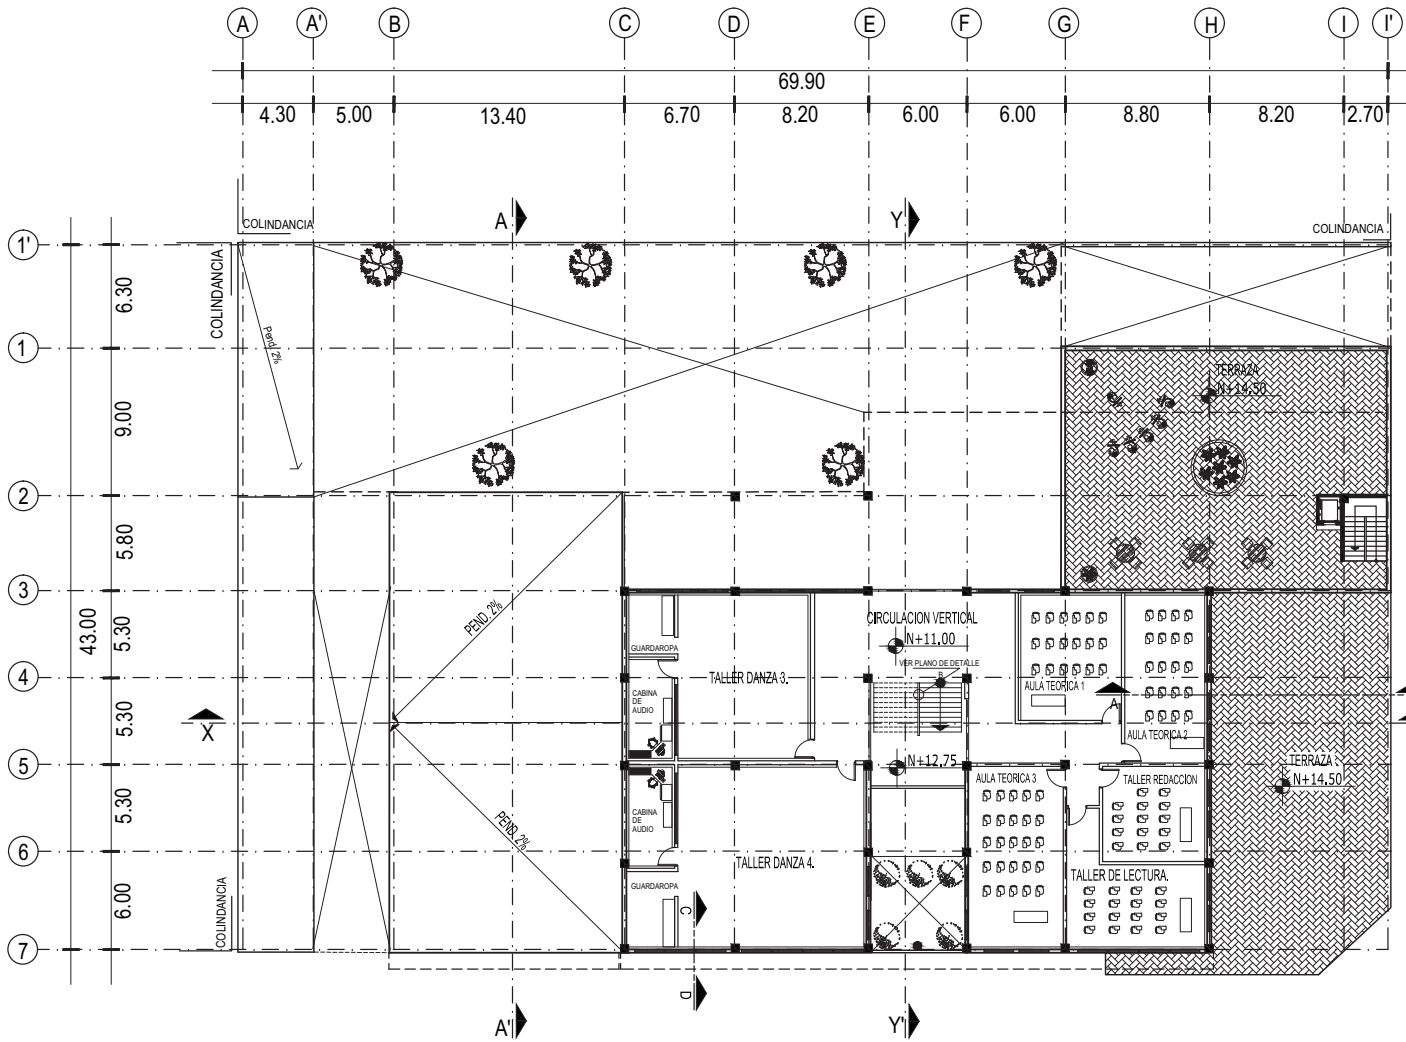 A A' B C D E F G H I I'
69.90
4.30 5.00 13.40 6.70 8.20 6.00 6.00 8.80 8.20 2.70
A Y
COLINDANCIA
COLINDANCIA
COLINDANCIA
1'
6.30
Pend. 2%
1
TERRAZA
N+14.50
9.00
2
5.80
3
43.00
5.30
PEND. 2%
CIRCULACION VERTICAL
N+11.00
GUARDAROPA
VER PLANO DE DETALLE
B
4
TALLER DANZA 3.
AULA TEORICA 1
A
CABINA
DE
AUDIO
5.30
X
AULA TEORICA 2
5
N+12.75
TERRAZA
N+14.50
AULA TEORICA 3
TALLER REDACCION
5.30
CABINA
DE
AUDIO
PEND. 2%
6
TALLER DANZA 4.
TALLER DE LECTURA.
GUARDAROPA
6.00
COLINDANCIA
C
7
D
A' Y'